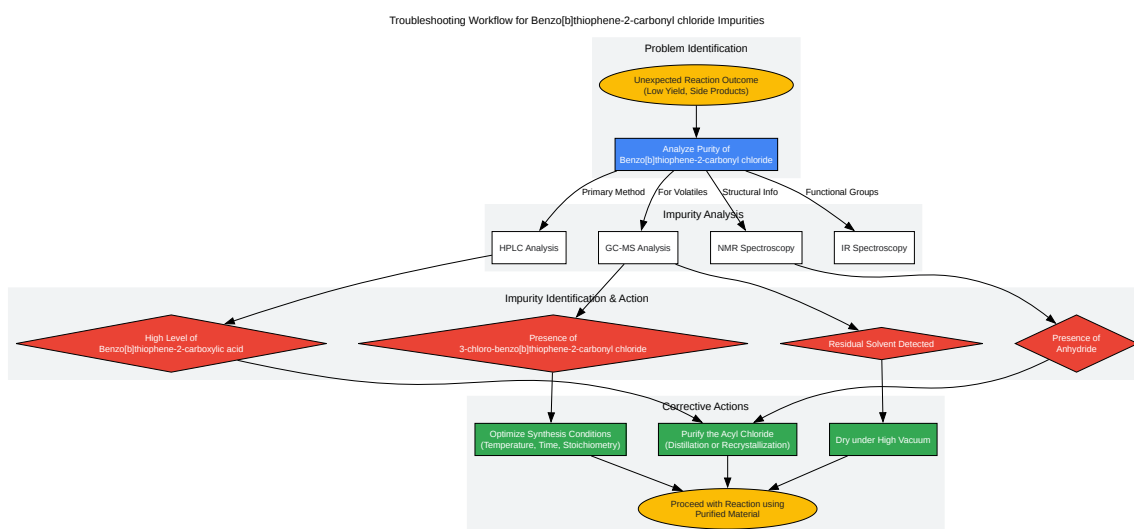 Troubleshooting Workflow for Benzo[b]thiophene-2-carbonyl chloride Impurities
Problem Identification
Unexpected Reaction Outcome
(Low Yield, Side Products)
Analyze Purity of
Benzo[b]thiophene-2-carbonyl chloride
Primary Method
For Volatiles
Structural Info
Functional Groups
Impurity Analysis
HPLC Analysis
GC-MS Analysis
NMR Spectroscopy
IR Spectroscopy
Impurity Identification & Action
High Level of
Benzo[b]thiophene-2-carboxylic acid
Presence of
3-chloro-benzo[b]thiophene-2-carbonyl chloride
Residual Solvent Detected
Presence of
Anhydride
Corrective Actions
Optimize Synthesis Conditions
(Temperature, Time, Stoichiometry)
Purify the Acyl Chloride
(Distillation or Recrystallization)
Dry under High Vacuum
Proceed with Reaction using
Purified Material